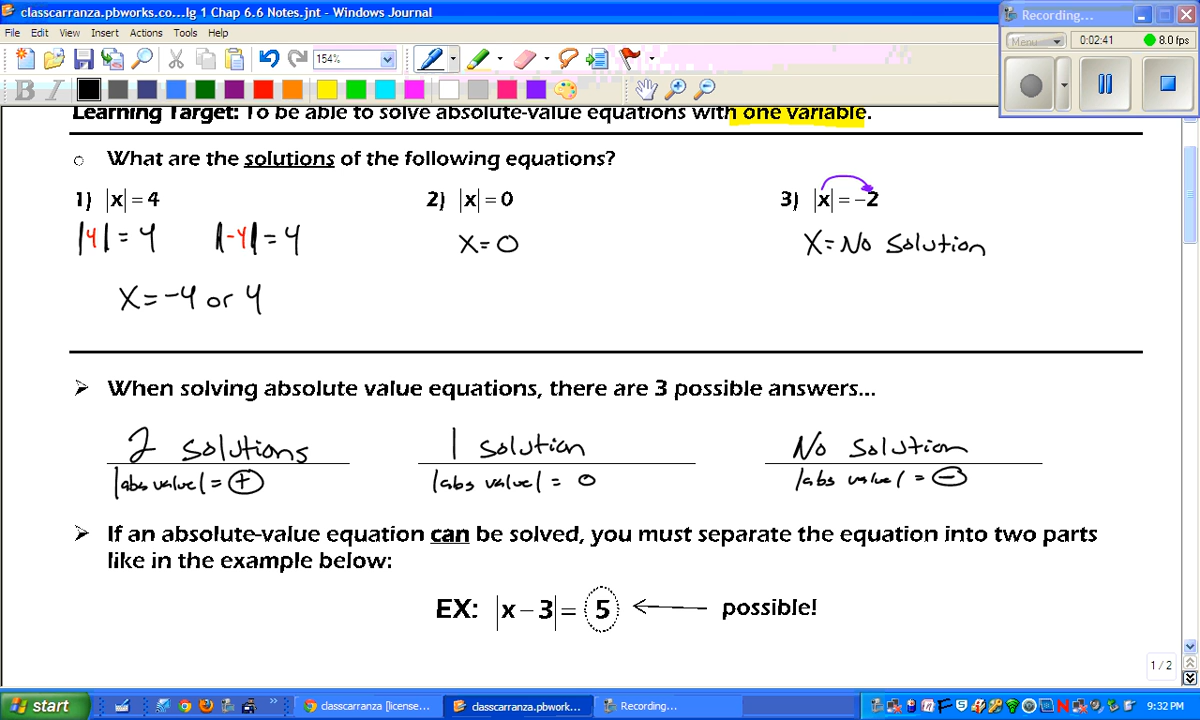 classcarranza.pbworks.co...lg 1 Chap 6.6 Notes.jnt - Windows Journal
Recording...
File Edit View Insert Actions Tools Help
Menu 0:02:41 8.0 fps
154%
B I
Learning Target: To be able to solve absolute-value equations with one variable.
What are the solutions of the following equations?
1) |x| = 4 2) |x| = 0 3) |x| = -2
|4| = 4 |-4| = 4 X = 0 X = No Solution
X = -4 or 4
When solving absolute value equations, there are 3 possible answers...
2 solutions 1 solution No solution
|abs value| = + |abs value| = 0 |abs value| = -
If an absolute-value equation can be solved, you must separate the equation into two parts
like in the example below:
EX: |x - 3| = 5 possible!
1 / 2
start classcarranza [license... classcarranza.pbwork... Recording... 9:32 PM